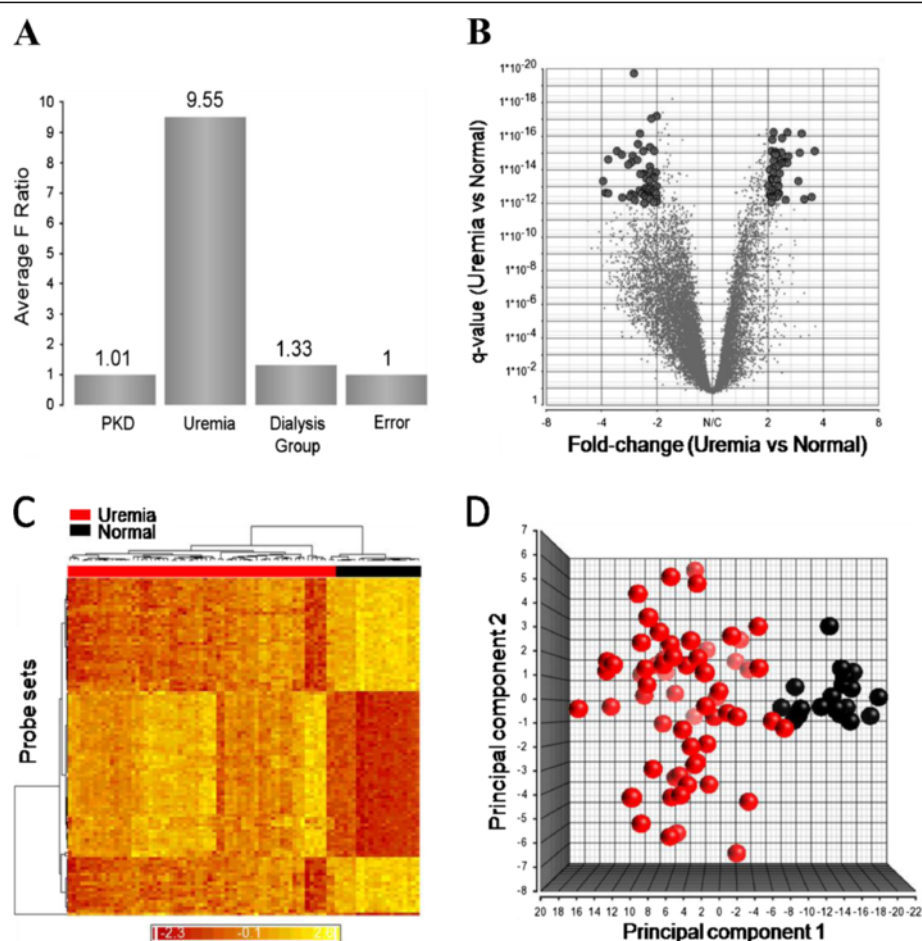 A
Average F Ratio
10
9
8
7
6
5
4
3
2
1
0
1.01
9.55
1.33
1
PKD
Uremia
Dialysis
Group
Error
B
q-value (Uremia vs Normal)
1*10-20
1*10-18
1*10-16
1*10-14
1*10-12
1*10-10
1*10-8
1*10-6
1*10-4
1*10-2
1
-8 -4 -2 N/C 2 4 8
Fold-change (Uremia vs Normal)
C
Uremia
Normal
Probe sets
-2.3 -0.1
D
Principal component 2
7
6
5
4
3
2
1
0
-1
-2
-3
-4
-5
-6
-7
-8
20 18 16 14 12 10 8 6 4 2 0 -2 -4 -6 -8 -10 -12 -14 -16 -18 -20 -22
Principal component 1